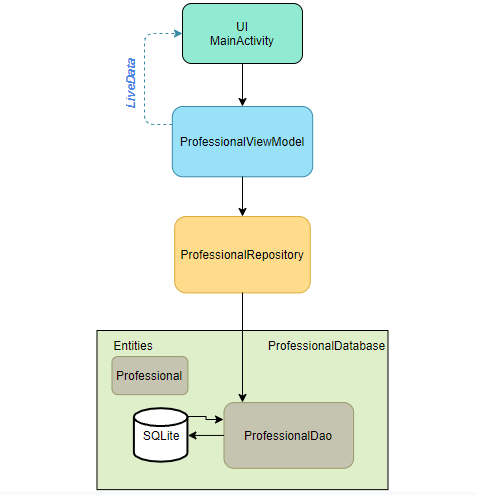 UI
MainActivity
LiveData
ProfessionalViewModel
ProfessionalRepository
Entities
ProfessionalDatabase
Professional
SQLite
ProfessionalDao